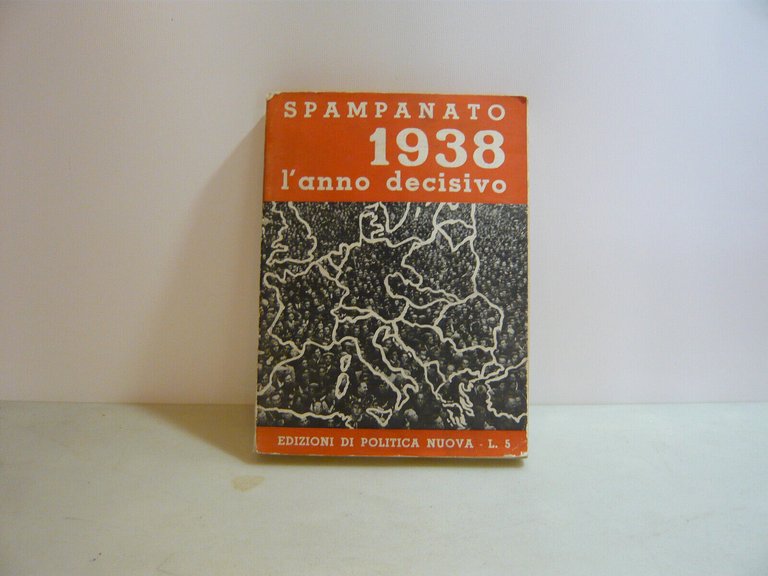 SPAMPANATO
1938
l'anno decisivo
EDIZIONI DI POLITICA NUOVA - L. 5